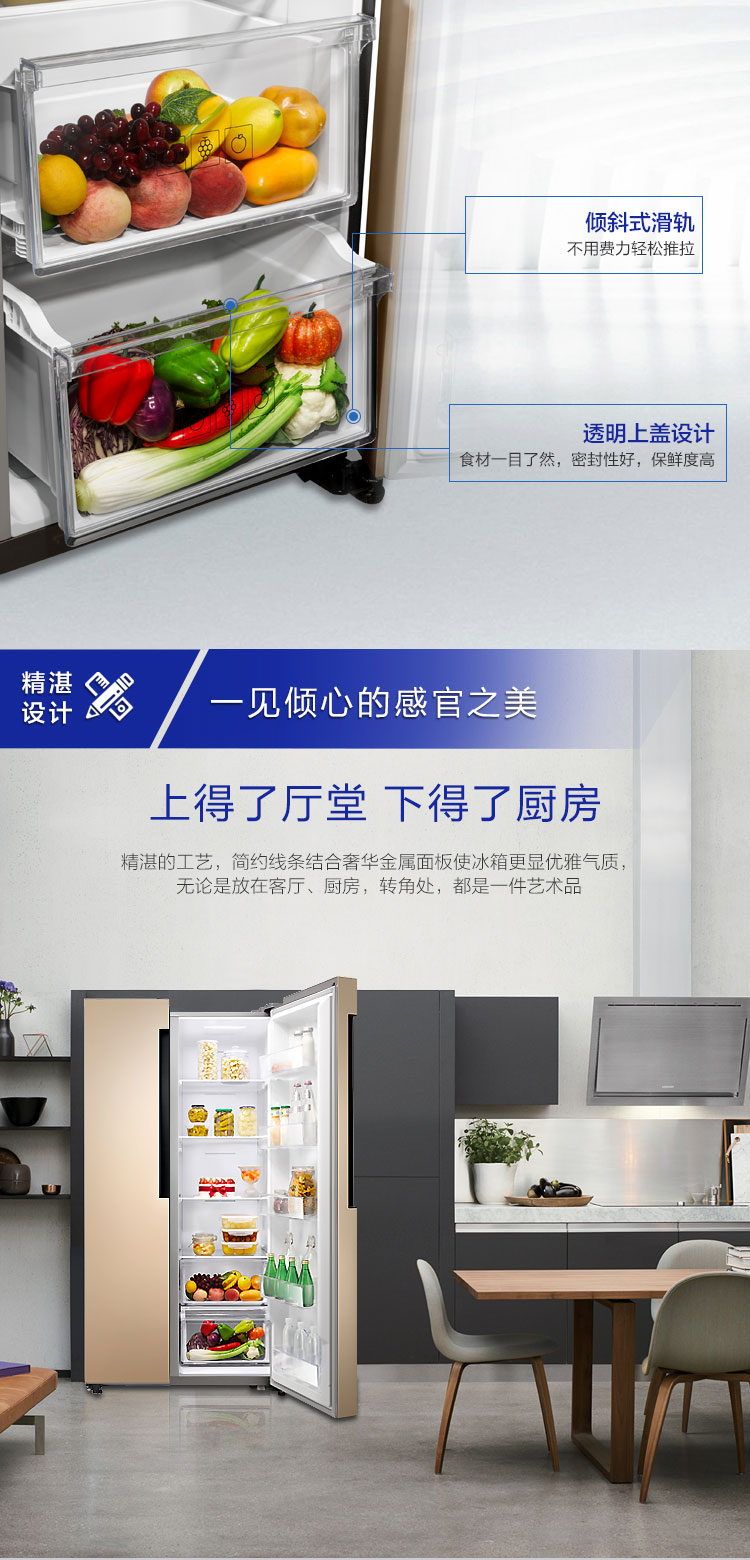 倾斜式滑轨
不用费力轻松推拉
透明上盖设计
食材一目了然，密封性好，保鲜度高
精湛
设计
一见倾心的感官之美
上得了厅堂 下得了厨房
精湛的工艺，简约线条结合奢华金属面板使冰箱更显优雅气质，
无论是放在客厅、厨房，转角处，都是一件艺术品